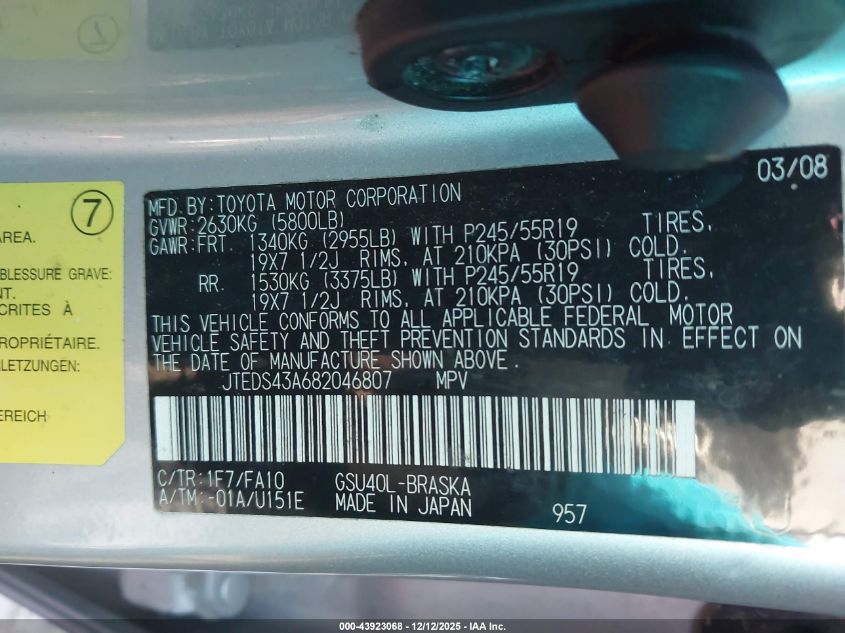 7
AREA.
BLESSURE GRAVE:
NT.
CRITES À
PROPRIÉTAIRE.
LETZUNGEN:
BEREICH
03/08
MFD.BY:TOYOTA MOTOR CORPORATION
GVWR:2630KG (5800LB)
GAWR:FRT. 1340KG (2955LB) WITH P245/55R19 TIRES,
19X7 1/2J RIMS, AT 210KPA (30PSI) COLD.
RR. 1530KG (3375LB) WITH P245/55R19 TIRES,
19X7 1/2J RIMS, AT 210KPA (30PSI) COLD.
THIS VEHICLE CONFORMS TO ALL APPLICABLE FEDERAL MOTOR
VEHICLE SAFETY AND THEFT PREVENTION STANDARDS IN EFFECT ON
THE DATE OF MANUFACTURE SHOWN ABOVE.
JTEDS43A682046807 MPV
C/TR:1F7/FA10 GSU40L-BRASKA
A/TM:-01A/U151E MADE IN JAPAN 957
000-43923068 - 12/12/2025 - IAA Inc.